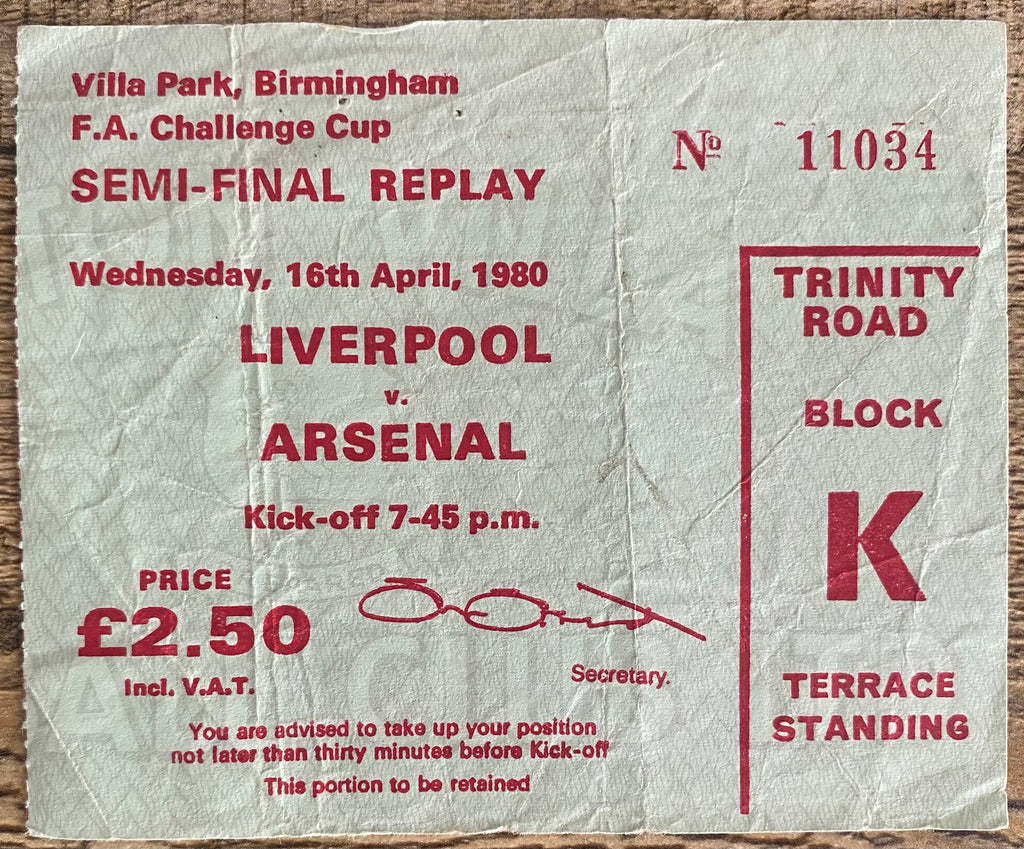 Villa Park, Birmingham
F.A. Challenge Cup
SEMI-FINAL REPLAY
Nº 11034
Wednesday, 16th April, 1980
LIVERPOOL
v.
ARSENAL
Kick-off 7-45 p.m.
PRICE
£2.50
Incl. V.A.T.
Secretary.
You are advised to take up your position
not later than thirty minutes before Kick-off
This portion to be retained
TRINITY
ROAD
BLOCK
K
TERRACE
STANDING